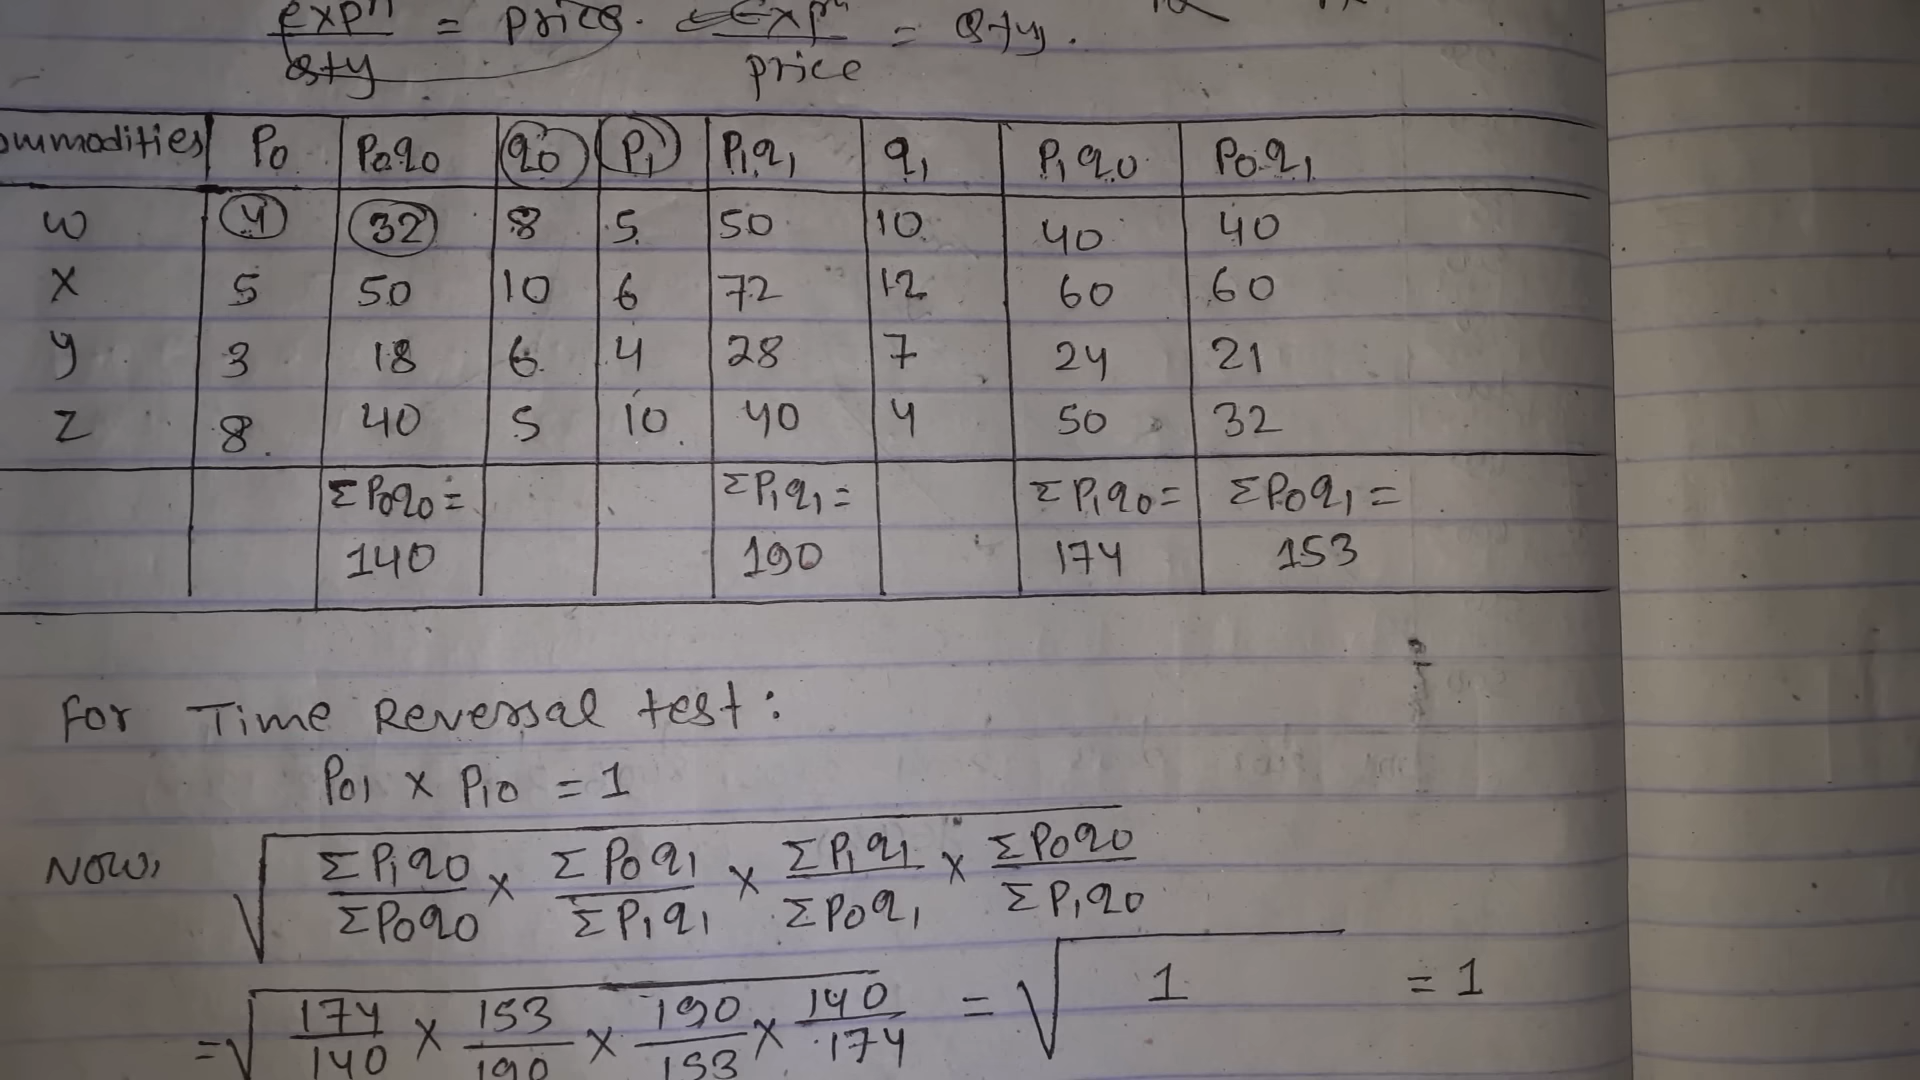 expn/Qty = price. Expn/price = Qty.
ommodities P0 P0q0 q0 P1 P1q1 q1 P1q0 P0q1
W 4 32 8 5 50 10 40 40
X 5 50 10 6 72 12 60 60
y 3 18 6 4 28 7 24 21
Z 8 40 5 10 40 4 50 32
ΣP0q0 = ΣP1q1 = ΣP1q0 = ΣP0q1 =
140 190 174 153
For Time Reversal test:
P01 x P10 = 1
Now, √ΣP1q0/ΣP0q0 x ΣP0q1/ΣP1q1 x ΣP1q1/ΣP0q1 x ΣP0q0/ΣP1q0
= √174/140 x 153/190 x 190/153 x 140/174 = √1 = 1